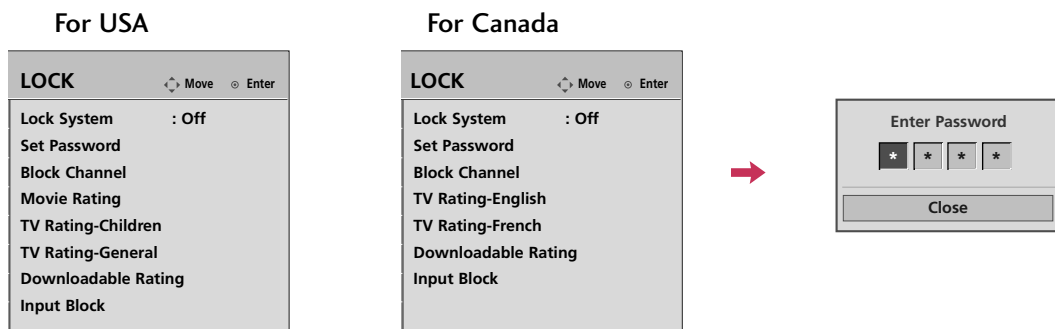 For USA
LOCK Move Enter
Lock System : Off
Set Password
Block Channel
Movie Rating
TV Rating-Children
TV Rating-General
Downloadable Rating
Input Block
For Canada
LOCK Move Enter
Lock System : Off
Set Password
Block Channel
TV Rating-English
TV Rating-French
Downloadable Rating
Input Block
Enter Password
* * * *
Close